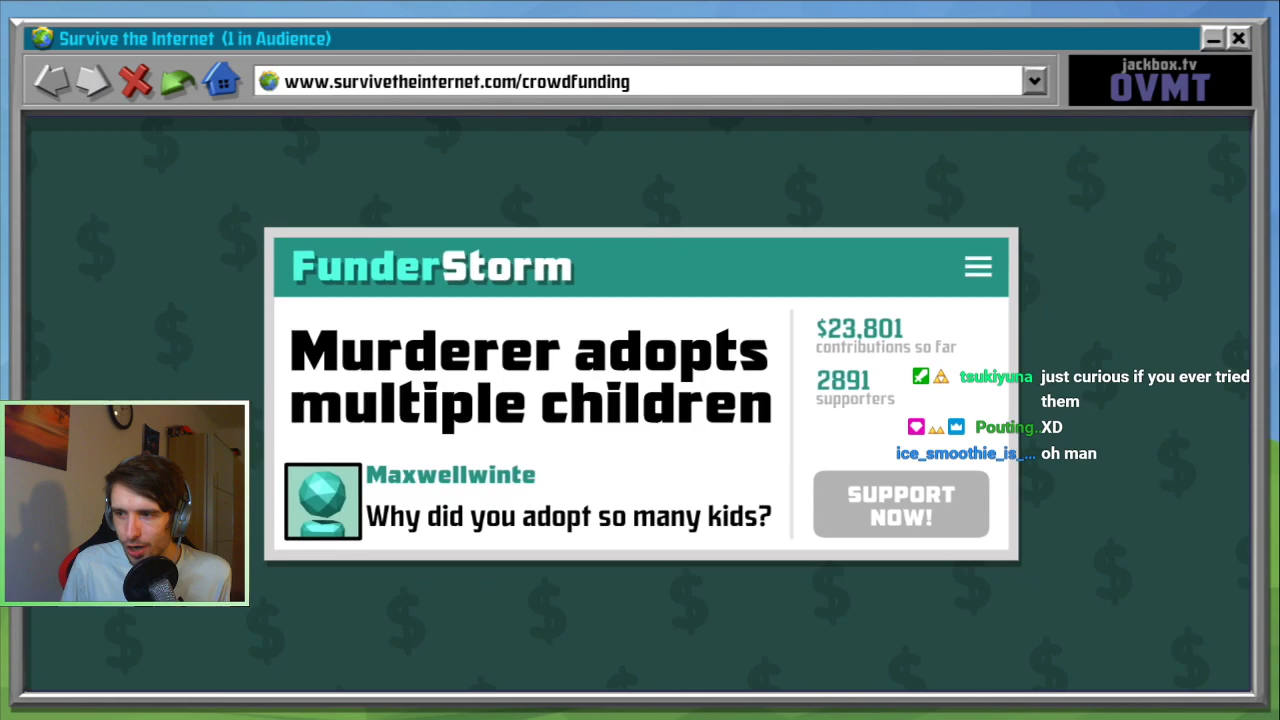 Survive the Internet (1 in Audience)
www.survivetheinternet.com/crowdfunding
jackbox.tv
OVMT
FunderStorm
Murderer adopts
multiple children
$23,801
contributions so far
2891
supporters
Maxwellwinte
Why did you adopt so many kids?
SUPPORT
NOW!
tsukiyuna just curious if you ever tried
them
Pouting.. XD
ice_smoothie_is_... oh man